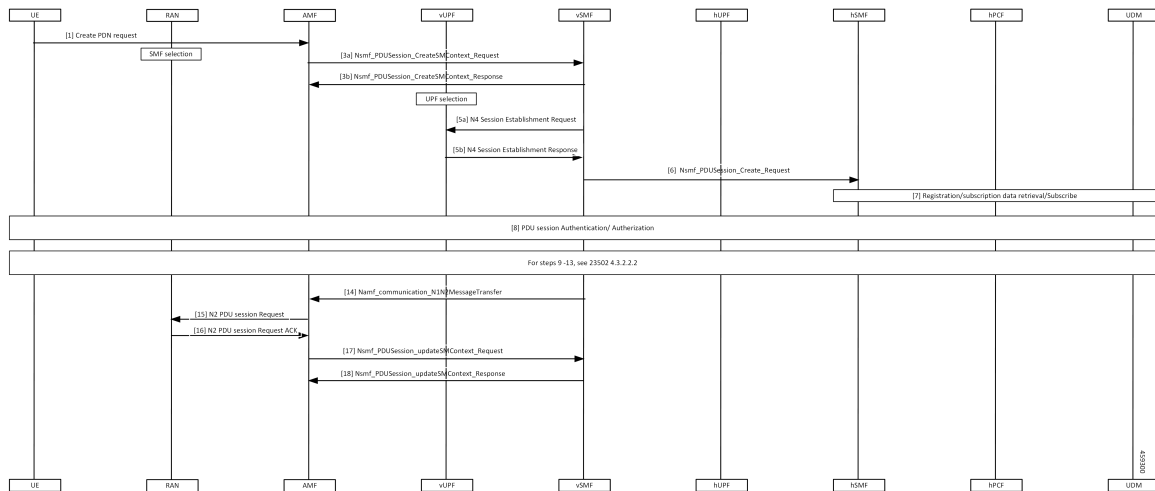 UE RAN AMF vUPF vSMF hUPF hSMF hPCF UDM
[1] Create PDN request
SMF selection
[3a) Nsmf_PDUSession_CreateSMContext_Request
[3b) Nsmf_PDUSession_CreateSMContext_Response
UPF selection
[5a) N4 Session Establishment Request
[5b) N4 Session Establishment Response
[6] Nsmf_PDUSession_Create_Request
[7] Registration/subscription data retrieval/Subscribe
[8] PDU session Authentication/ Autherization
For steps 9 -13, see 23502 4.3.2.2.2
[14] Namf_communication_N1N2MessageTransfer
[15] N2 PDU session Request
[16] N2 PDU session Request ACK
[17] Nsmf_PDUSession_updateSMContext_Request
[18] Nsmf_PDUSession_updateSMContext_Response
459300
UE RAN AMF vUPF vSMF hUPF hSMF hPCF UDM